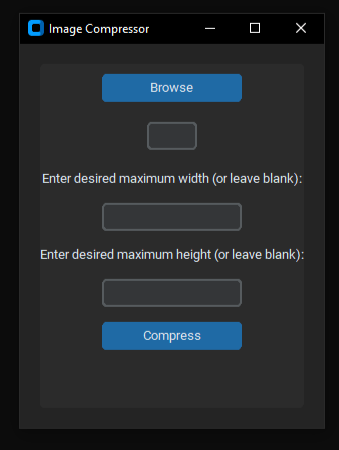 Image Compressor
Browse
Enter desired maximum width (or leave blank):
Enter desired maximum height (or leave blank):
Compress